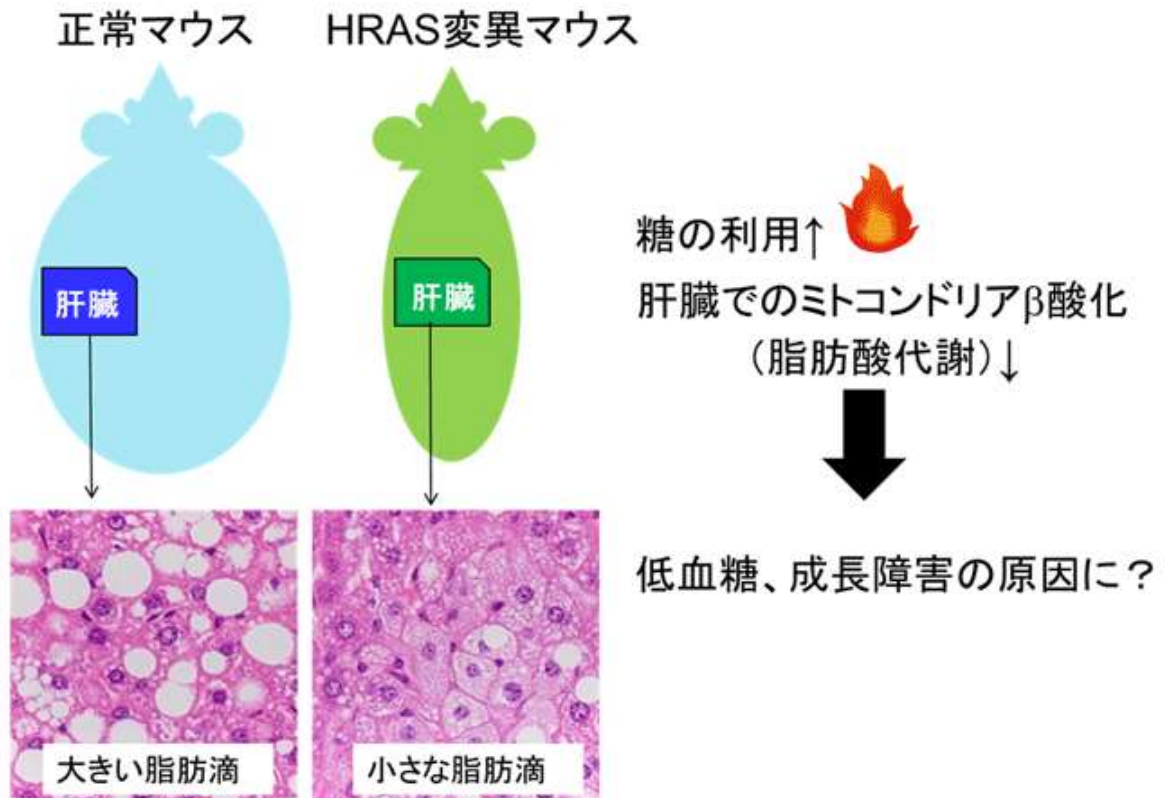 正常マウス
HRAS変異マウス
肝臓
肝臓
大きい脂肪滴
小さな脂肪滴
糖の利用↑
肝臓でのミトコンドリアβ酸化
（脂肪酸代謝）↓
低血糖、成長障害の原因に？